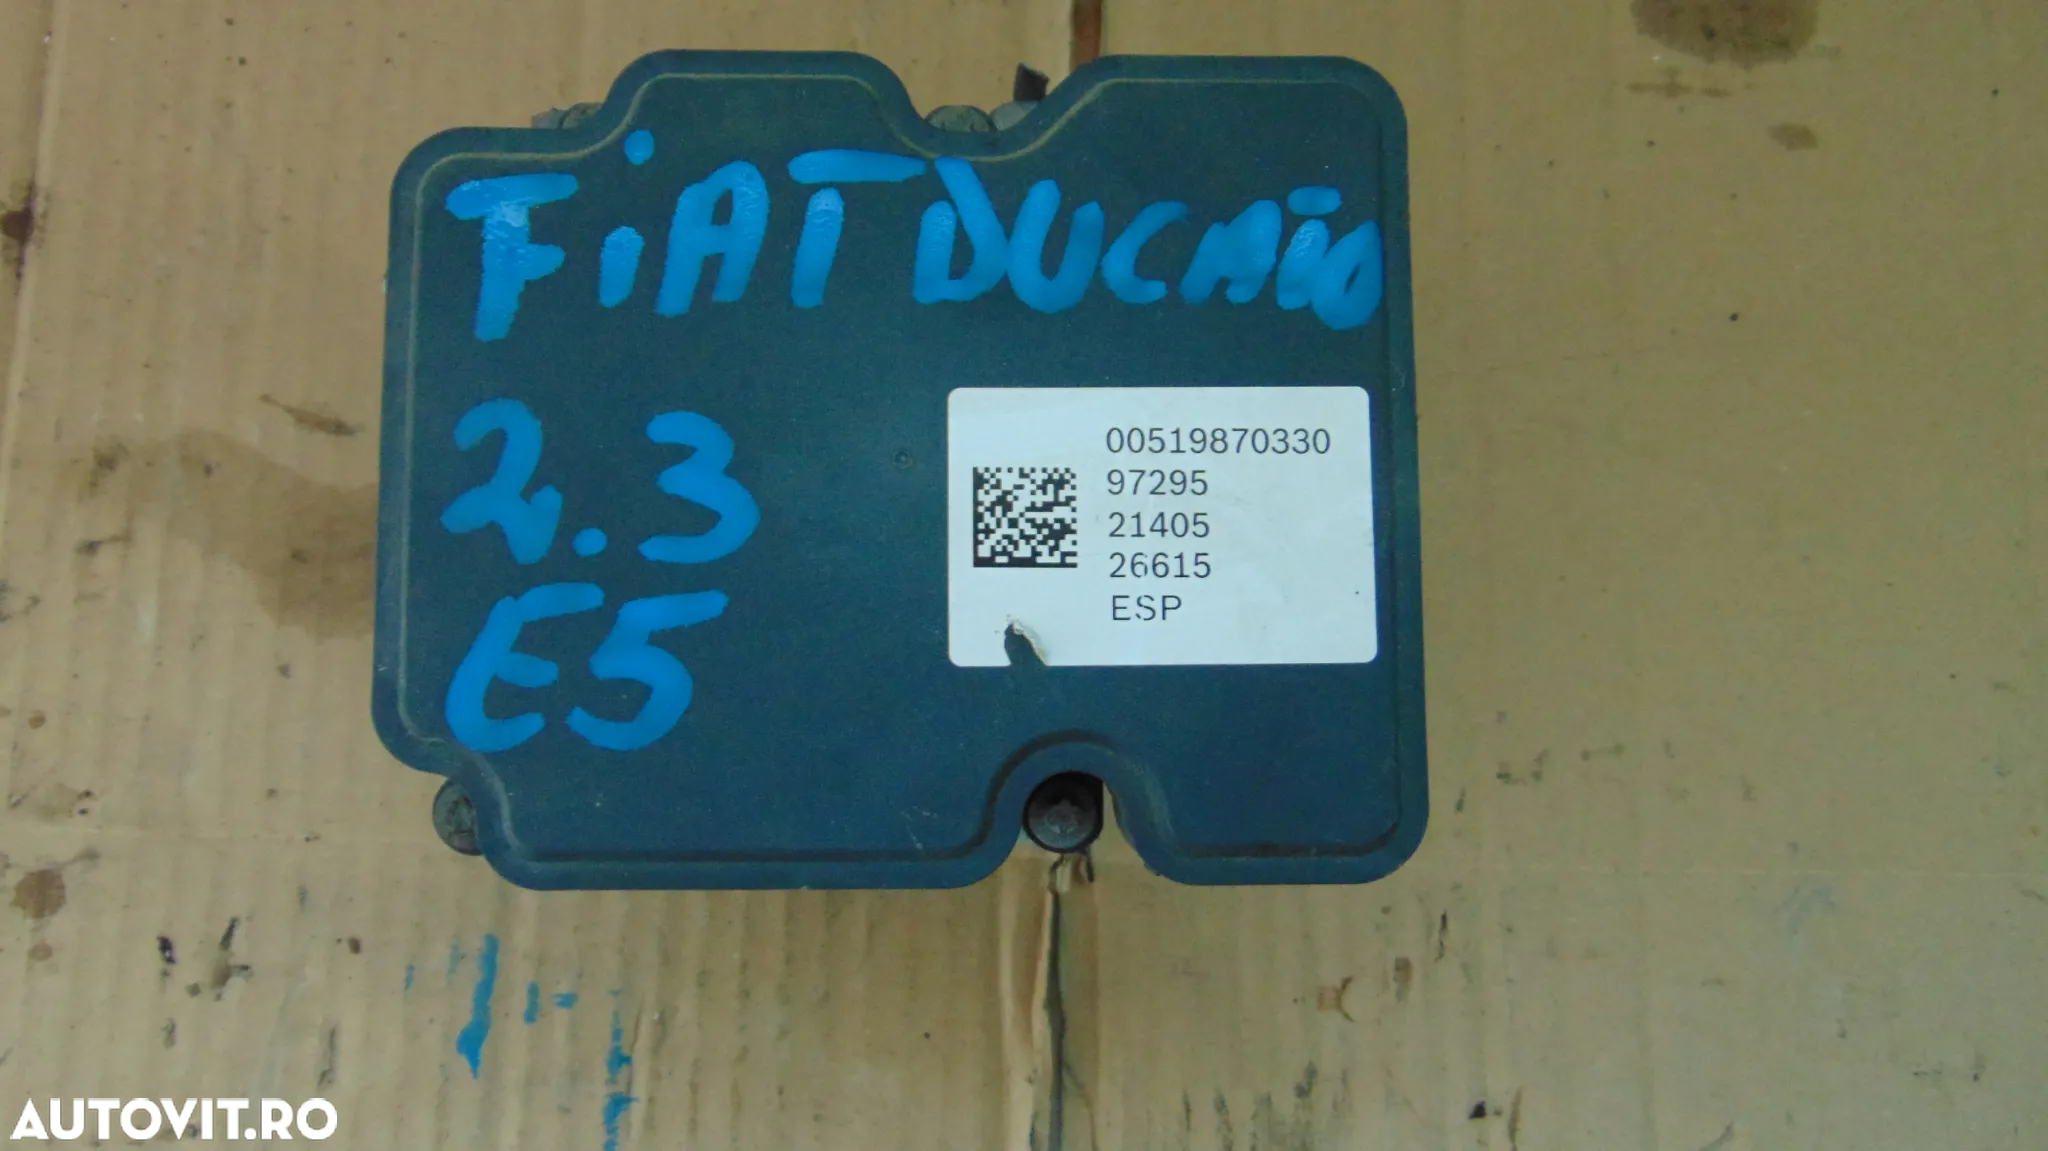 FiAT DUCATO
2.3
E5
00519870330
97295
21405
26615
ESP
AUTOVIT.RO